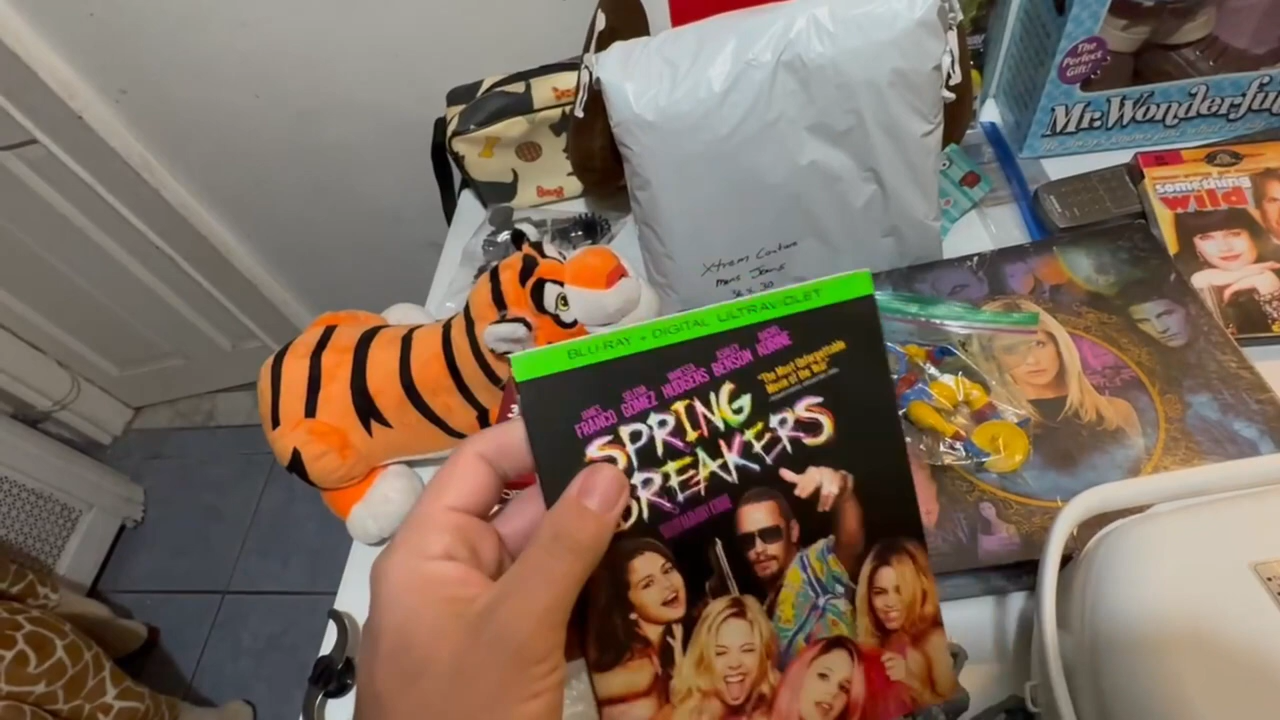 The
Perfect
Gift!
Mr. Wonderful
something
wild
Xtrem Couture
Mens Jeans
36 x 30
BLU-RAY + DIGITAL ULTRAVIOLET
JAMES
FRANCO
SELENA
GOMEZ
VANESSA
HUDGENS
ASHLEY
BENSON
RACHEL
KORINE
"The Most Unforgettable
Movie of the Year"
SPRING
BREAKERS